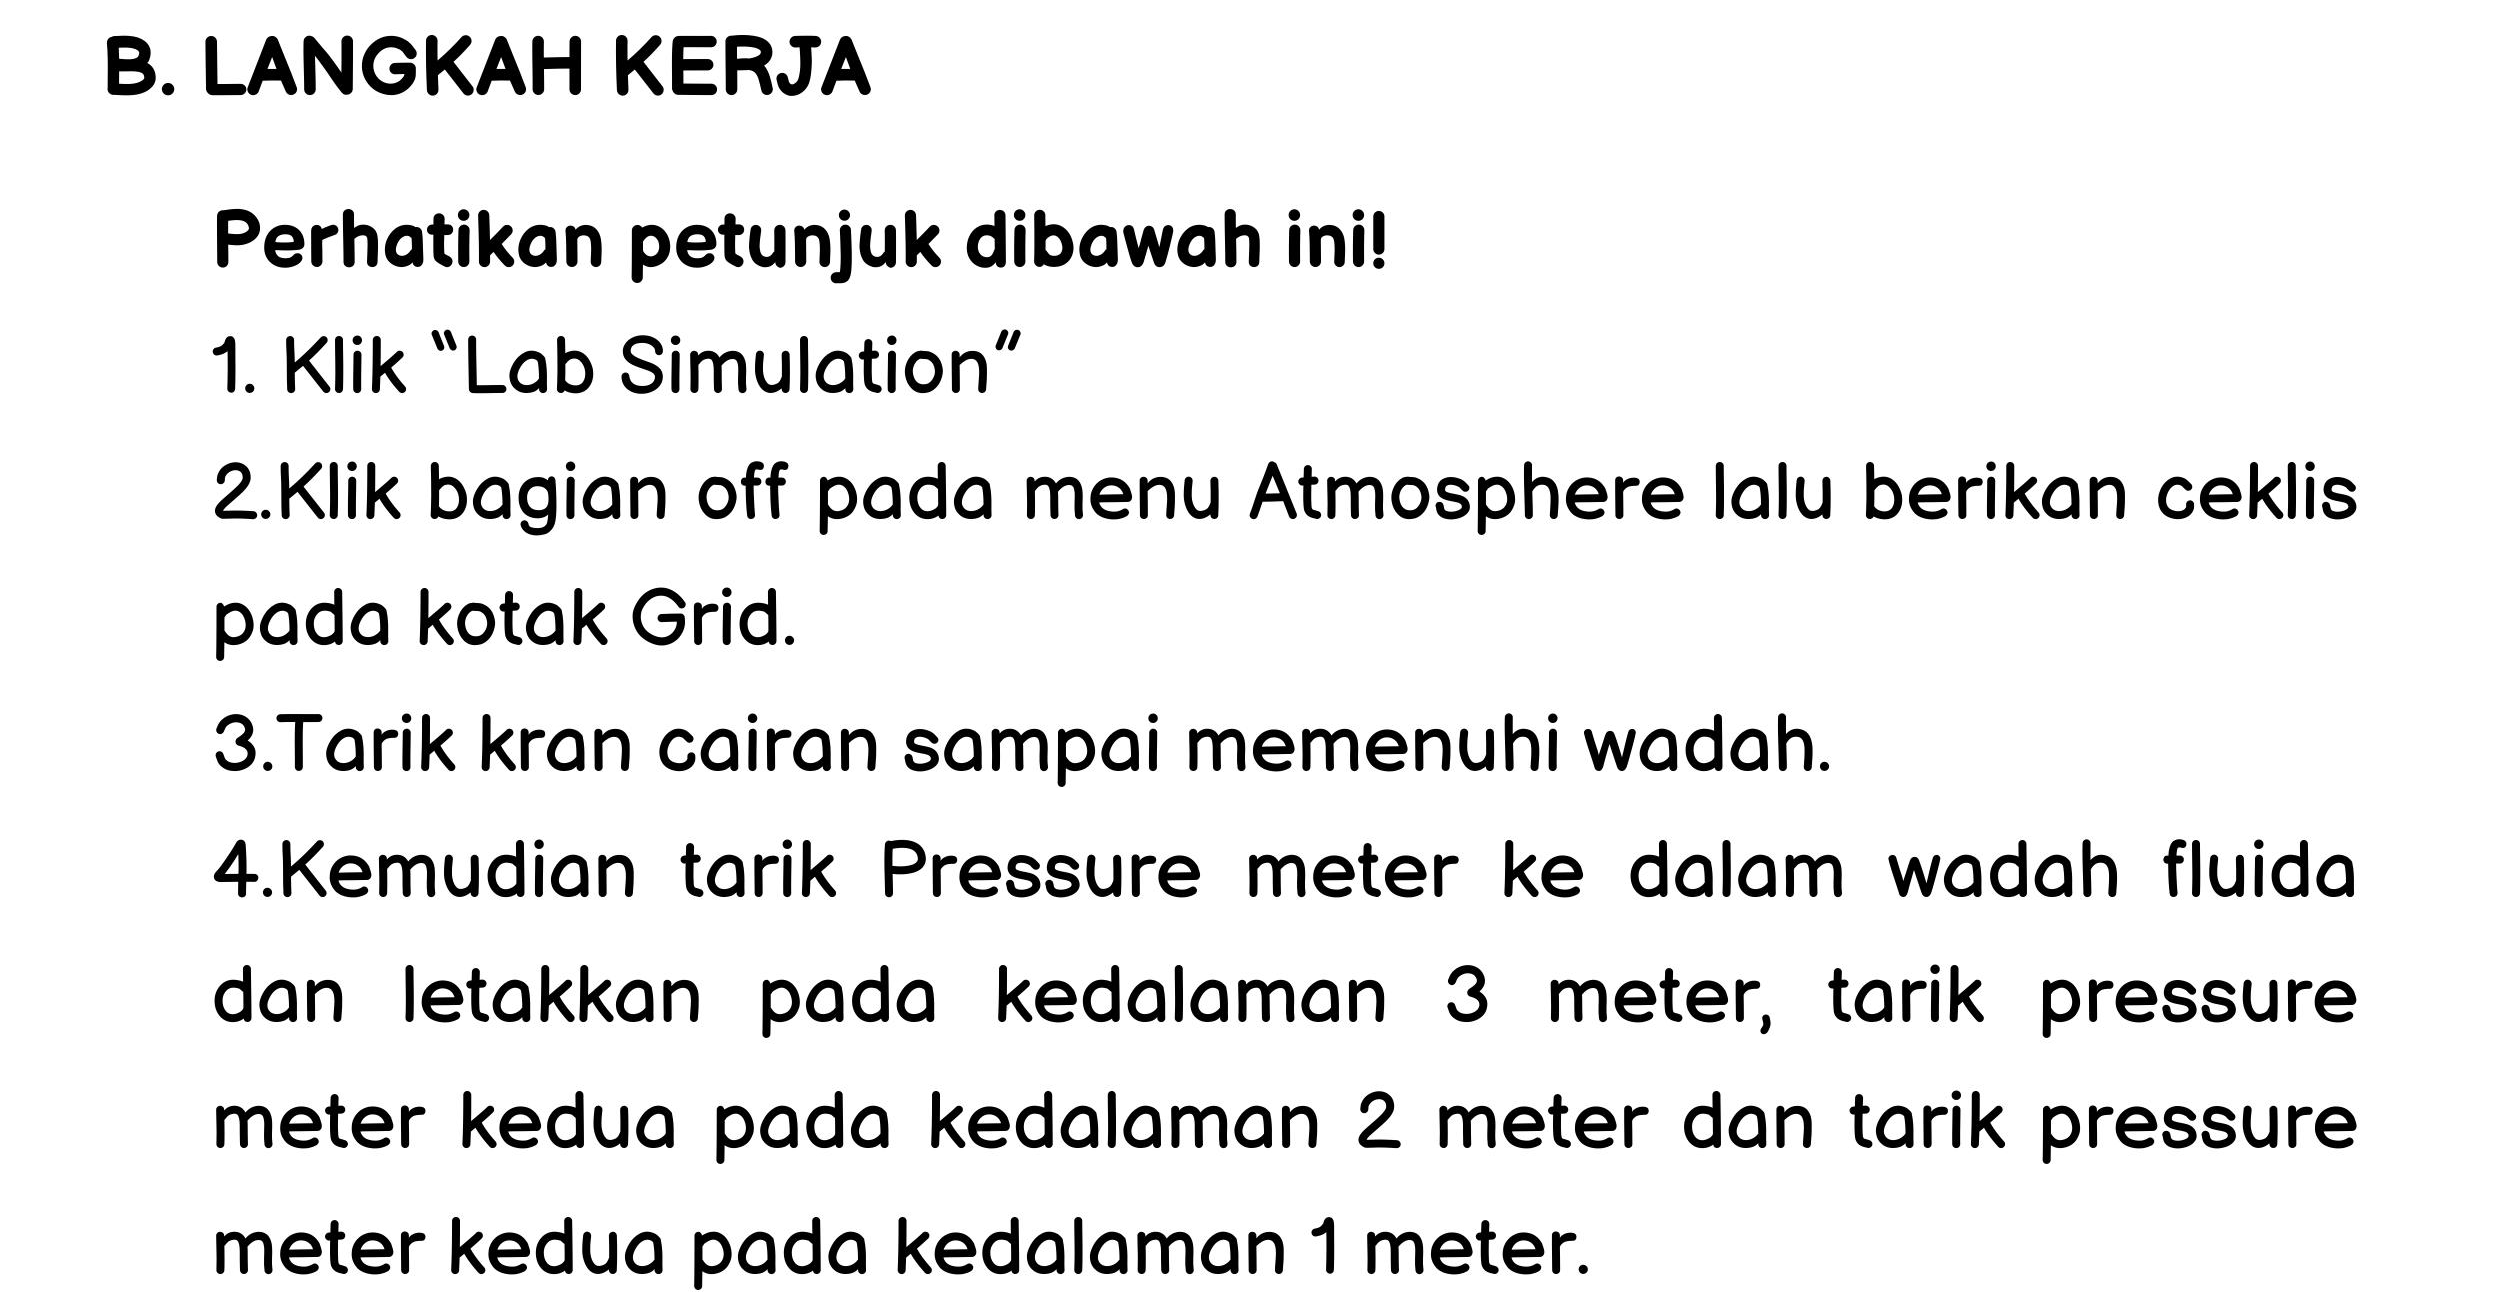 B. LANGKAH KERJA
Perhatikan petunjuk dibawah ini!
1. Klik “Lab Simulation”
2.Klik bagian off pada menu Atmosphere lalu berikan ceklis
pada kotak Grid.
3.Tarik kran cairan sampai memenuhi wadah.
4.Kemudian tarik Pressure meter ke dalam wadah fluida
dan letakkan pada kedalaman 3 meter, tarik pressure
meter kedua pada kedalaman 2 meter dan tarik pressure
meter kedua pada kedalaman 1 meter.